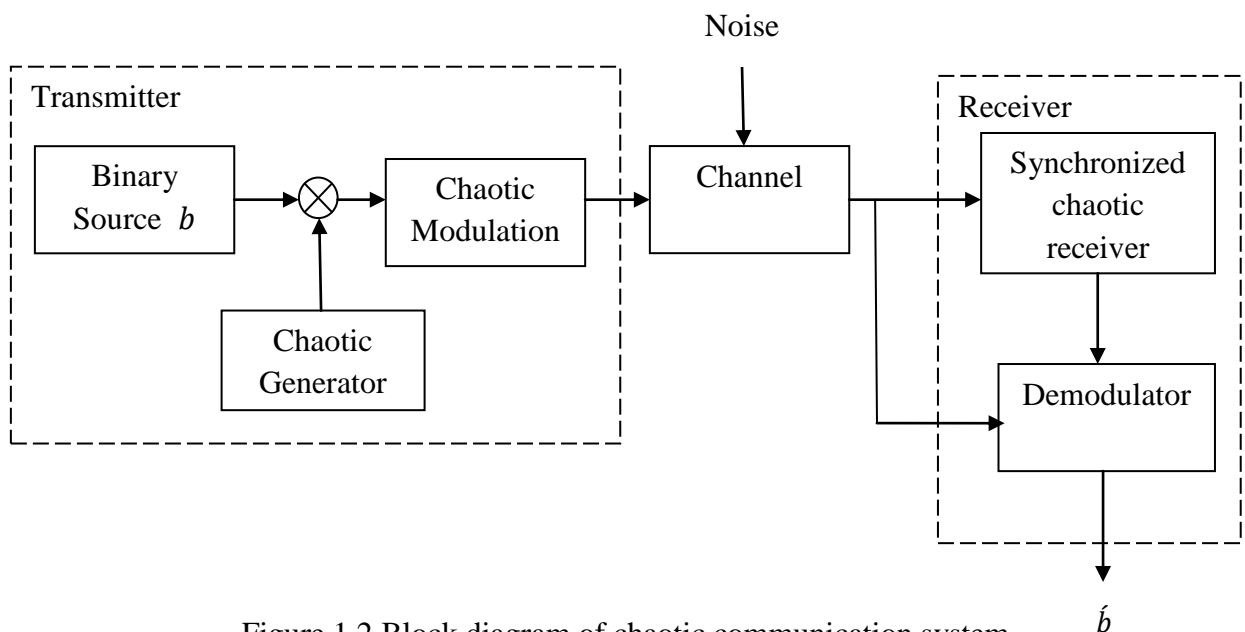 Noise
Transmitter
Receiver
Binary
Source b
Chaotic
Modulation
Channel
Synchronized
chaotic
receiver
Chaotic
Generator
Demodulator
b́
Figure 1.2 Block diagram of chaotic communication system